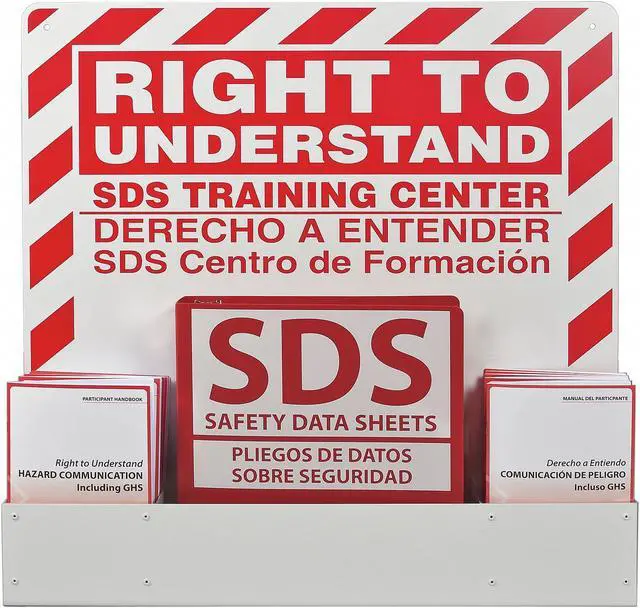 RIGHT TO
UNDERSTAND
SDS TRAINING CENTER
DERECHO A ENTENDER
SDS Centro de Formación
SDS
SAFETY DATA SHEETS
PLIEGOS DE DATOS
SOBRE SEGURIDAD
PARTICIPANT HANDBOOK
Right to Understand
HAZARD COMMUNICATION
Including GHS
MANUAL DEL PARTICIPANTE
Derecho a Entiendo
COMUNICACIÓN DE PELIGRO
Incluso GHS